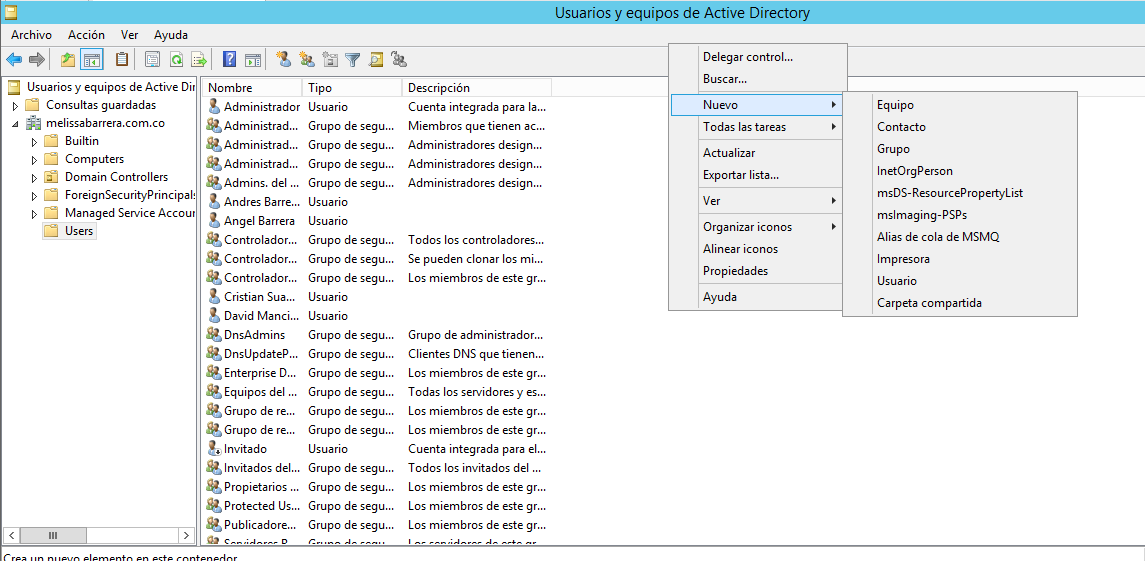 Usuarios y equipos de Active Directory
Archivo Acción Ver Ayuda
Usuarios y equipos de Active Dir
Consultas guardadas
melissabarrera.com.co
Builtin
Computers
Domain Controllers
ForeignSecurityPrincipals
Managed Service Accour
Users
Nombre Tipo Descripción
Administrador Usuario Cuenta integrada para la...
Administrad... Grupo de segu... Miembros que tienen ac...
Administrad... Grupo de segu... Administradores design...
Administrad... Grupo de segu... Administradores design...
Admins. del ... Grupo de segu... Administradores design...
Andres Barre... Usuario
Angel Barrera Usuario
Controlador... Grupo de segu... Todos los controladores...
Controlador... Grupo de segu... Se pueden clonar los mi...
Controlador... Grupo de segu... Los miembros de este gr...
Cristian Sua... Usuario
David Manci... Usuario
DnsAdmins Grupo de segu... Grupo de administrador...
DnsUpdateP... Grupo de segu... Clientes DNS que tienen...
Enterprise D... Grupo de segu... Los miembros de este gr...
Equipos del ... Grupo de segu... Todas los servidores y es...
Grupo de re... Grupo de segu... Los miembros de este gr...
Grupo de re... Grupo de segu... Los miembros de este gr...
Invitado Usuario Cuenta integrada para el...
Invitados del... Grupo de segu... Todos los invitados del ...
Propietarios ... Grupo de segu... Los miembros de este gr...
Protected Us... Grupo de segu... Los miembros de este gr...
Publicadore... Grupo de segu... Los miembros de este gr...
Servidores R... Grupo de segu... Los servidores de este gr...
Delegar control...
Buscar...
Nuevo
Todas las tareas
Actualizar
Exportar lista...
Ver
Organizar iconos
Alinear iconos
Propiedades
Ayuda
Equipo
Contacto
Grupo
InetOrgPerson
msDS-ResourcePropertyList
msImaging-PSPs
Alias de cola de MSMQ
Impresora
Usuario
Carpeta compartida
Crea un nuevo elemento en este contenedor.